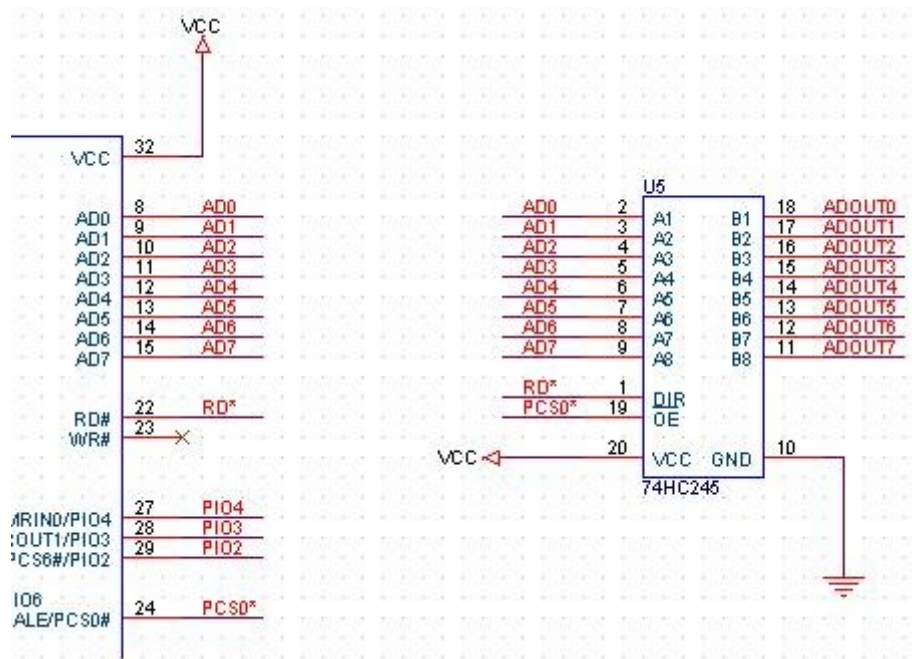 VCC
VCC 32
AD0 8 AD0
AD1 9 AD1
AD2 10 AD2
AD3 11 AD3
AD4 12 AD4
AD5 13 AD5
AD6 14 AD6
AD7 15 AD7
RD# 22 RD*
WR# 23
MRIN0/PIO4 27 PIO4
OUT1/PIO3 28 PIO3
PCS6#/PIO2 29 PIO2
IO6
ALE/PCS0# 24 PCS0*
U5
AD0 2 A1 B1 18 ADOUT0
AD1 3 A2 B2 17 ADOUT1
AD2 4 A3 B3 16 ADOUT2
AD3 5 A4 B4 15 ADOUT3
AD4 6 A5 B5 14 ADOUT4
AD5 7 A6 B6 13 ADOUT5
AD6 8 A7 B7 12 ADOUT6
AD7 9 A8 B8 11 ADOUT7
RD* 1 DIR
PCS0* 19 OE
VCC 20 VCC GND 10
74HC245